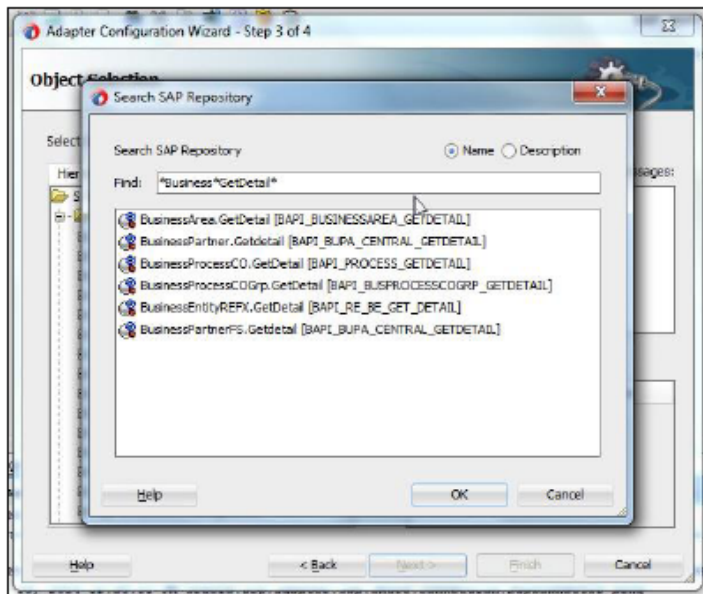 Adapter Configuration Wizard - Step 3 of 4
Object Selection
Search SAP Repository
Select
Search SAP Repository
Name
Description
Hier
sages:
Find:
*Business*GetDetail*
S
BusinessArea.GetDetail [BAPI_BUSINESSAREA_GETDETAIL]
BusinessPartner.Getdetail [BAPI_BUPA_CENTRAL_GETDETAIL]
BusinessProcessCO.GetDetail [BAPI_PROCESS_GETDETAIL]
BusinessProcessCOGrp.GetDetail [BAPI_BUSPROCESSCOGRP_GETDETAIL]
BusinessEntityREFX.GetDetail [BAPI_RE_BE_GET_DETAIL]
BusinessPartnerFS.Getdetail [BAPI_BUPA_CENTRAL_GETDETAIL]
Help
OK
Cancel
Help
< Back
Next >
Finish
Cancel